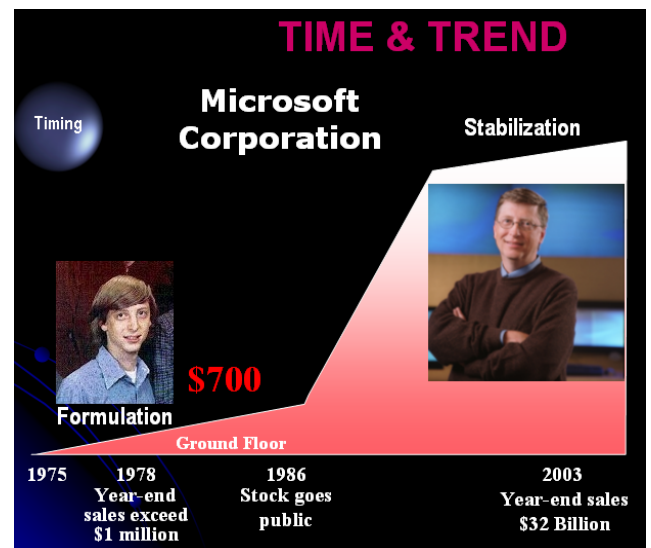 TIME & TREND
Timing
Microsoft
Corporation
Stabilization
$700
Formulation
Ground Floor
1975
1978
Year-end
sales exceed
$1 million
1986
Stock goes
public
2003
Year-end sales
$32 Billion